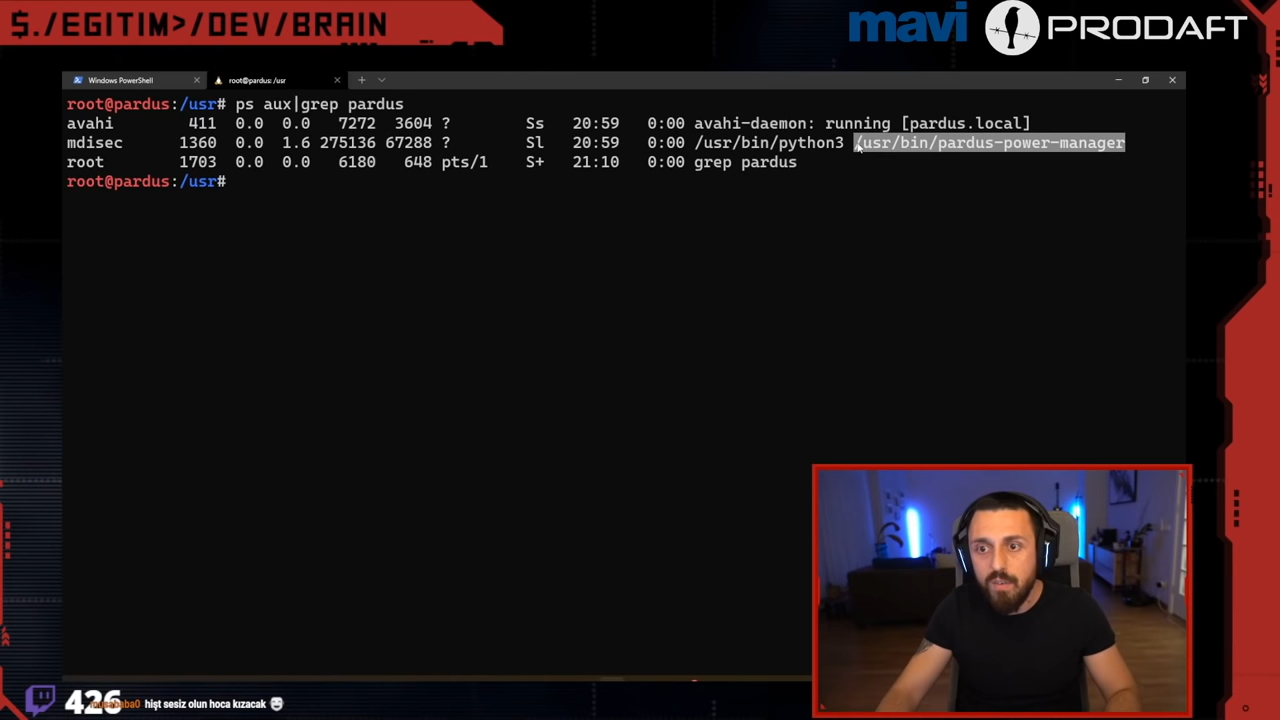 $./EGITIM>/DEV/BRAIN
mavi
PRODAFT
Windows PowerShell
root@pardus: /usr
root@pardus:/usr# ps aux|grep pardus
avahi 411 0.0 0.0 7272 3604 ? Ss 20:59 0:00 avahi-daemon: running [pardus.local]
mdisec 1360 0.0 1.6 275136 67288 ? Sl 20:59 0:00 /usr/bin/python3 /usr/bin/pardus-power-manager
root 1703 0.0 0.0 6180 648 pts/1 S+ 21:10 0:00 grep pardus
root@pardus:/usr#
426
hişt sesiz olun hoca kızacak